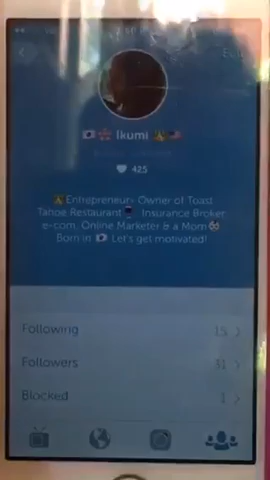 Ikumi
425
Entrepreneur- Owner of Toast
Tahoe Restaurant Insurance Broker
e-com, Online Marketer & a Mom
Born in Let's get motivated!
Following 15
Followers 31
Blocked 1